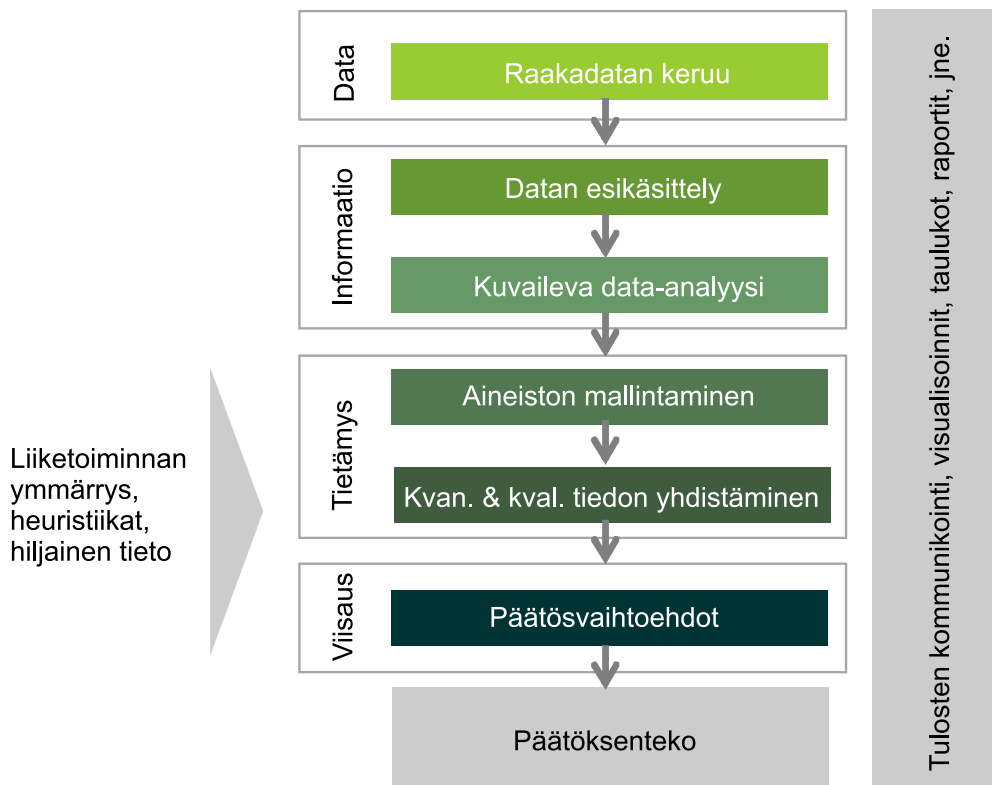 Data
Raakadatan keruu
Informaatio
Datan esikäsittely
Kuvaileva data-analyysi
Tietämys
Aineiston mallintaminen
Kvan. & kval. tiedon yhdistäminen
Liiketoiminnan
ymmärrys,
heuristiikat,
hiljainen tieto
Viisaus
Päätösvaihtoehdot
Päätöksenteko
Tulosten kommunikointi, visualisoinnit, taulukot, raportit, jne.